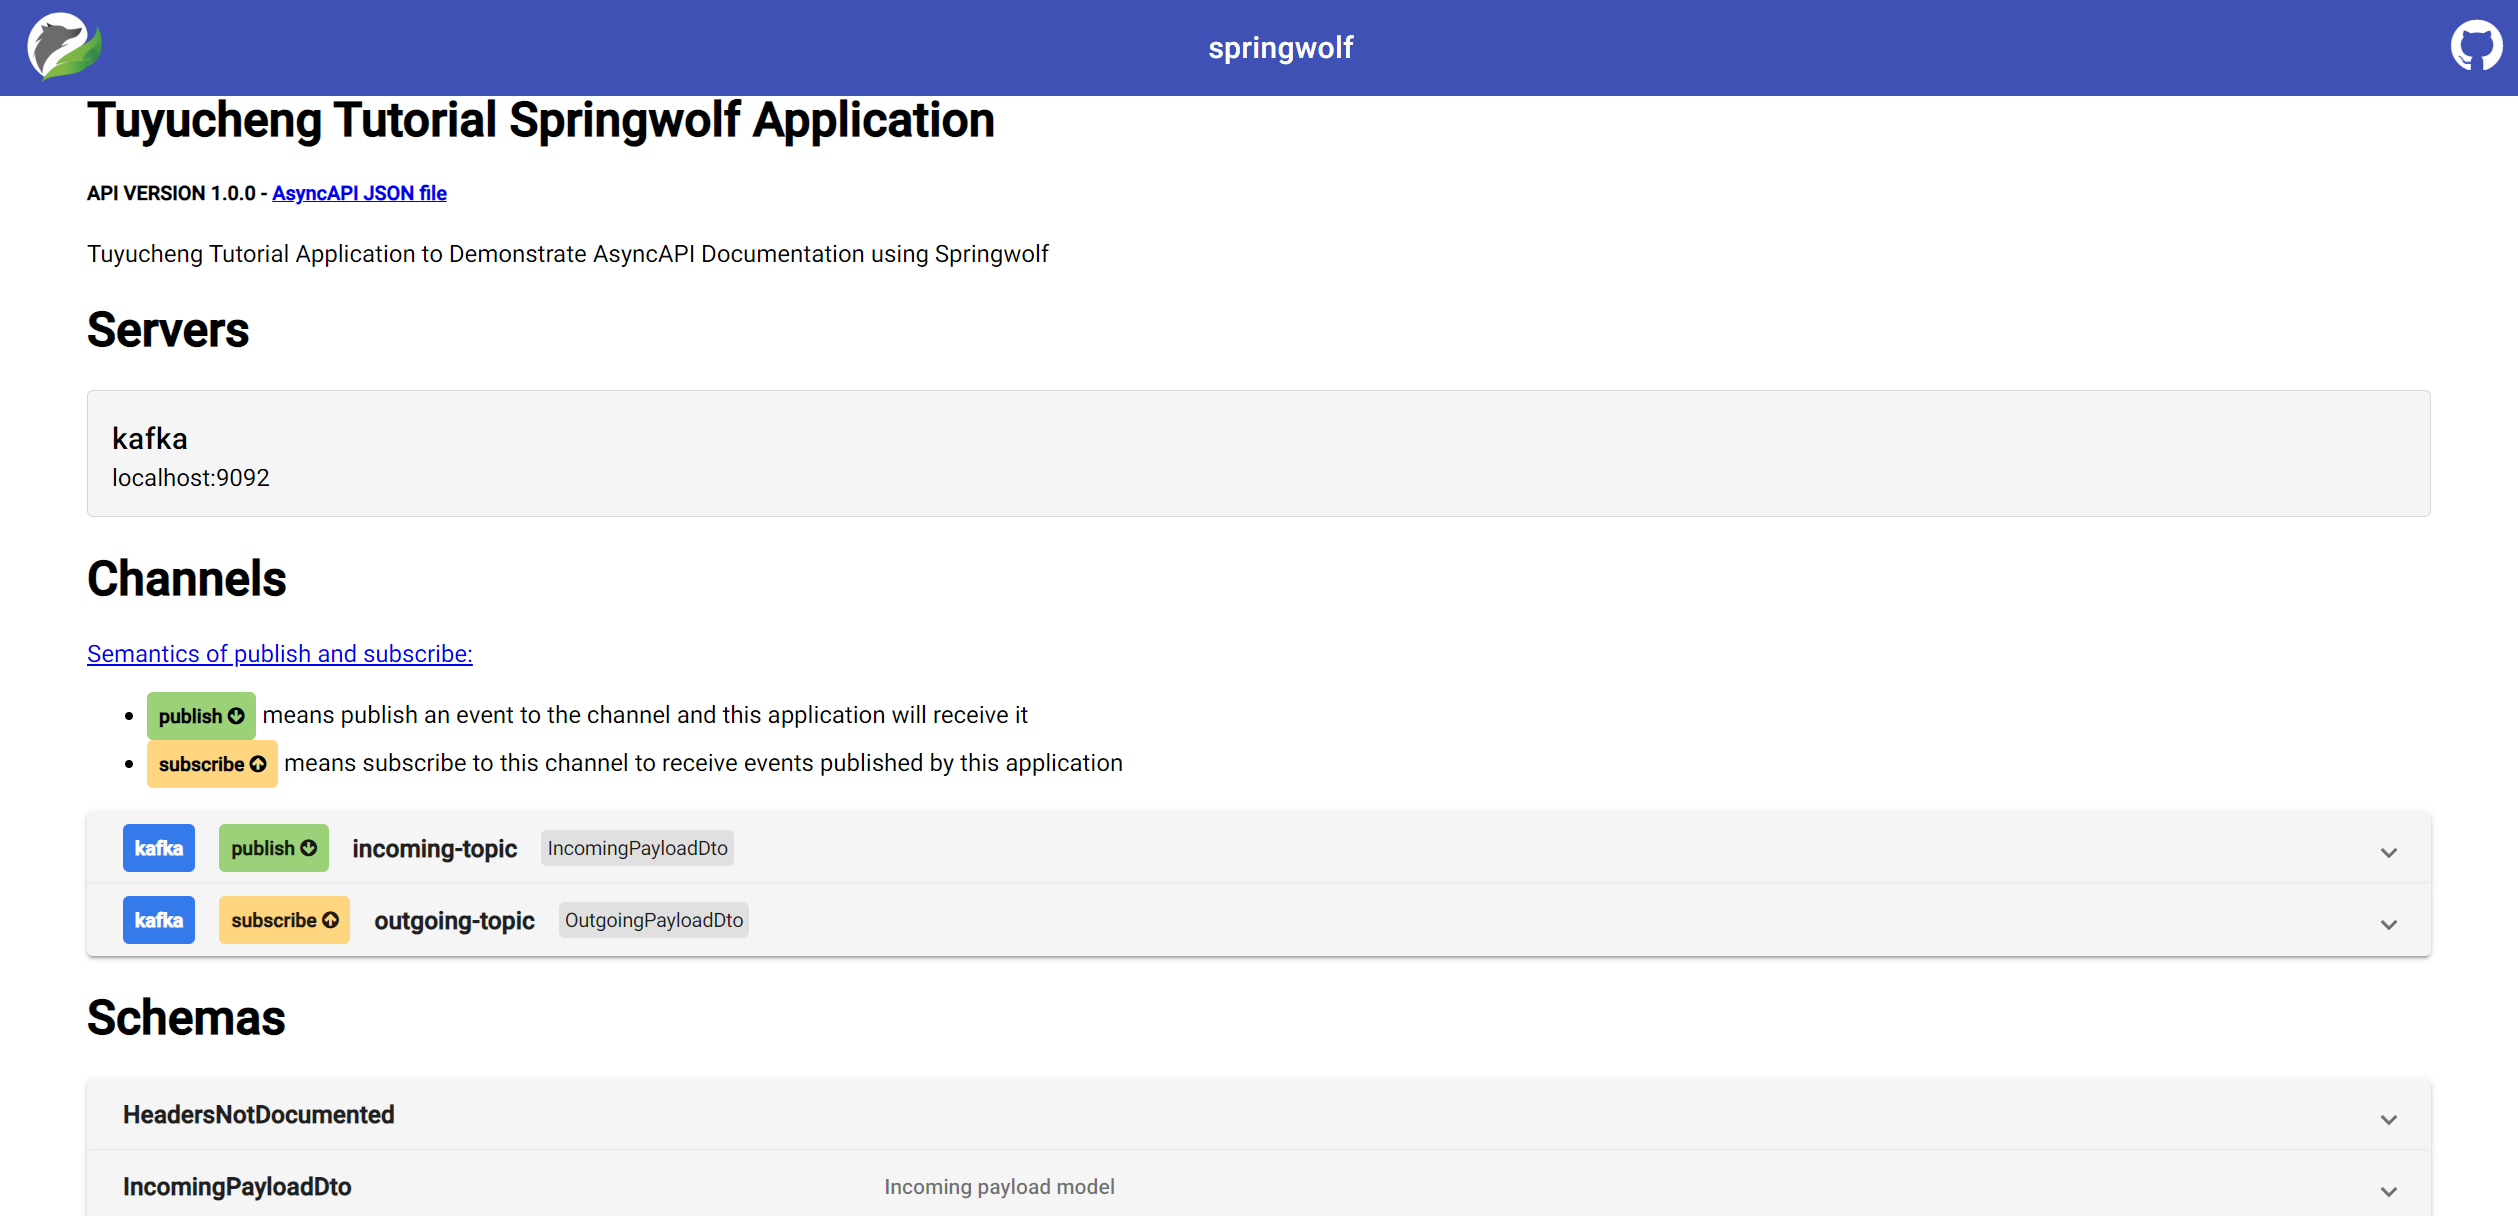 springwolf
Tuyucheng Tutorial Springwolf Application
API VERSION 1.0.0 - AsyncAPI JSON file
Tuyucheng Tutorial Application to Demonstrate AsyncAPI Documentation using Springwolf
Servers
kafka
localhost:9092
Channels
Semantics of publish and subscribe:
publish means publish an event to the channel and this application will receive it
subscribe means subscribe to this channel to receive events published by this application
kafka publish incoming-topic IncomingPayloadDto
kafka subscribe outgoing-topic OutgoingPayloadDto
Schemas
HeadersNotDocumented
IncomingPayloadDto Incoming payload model